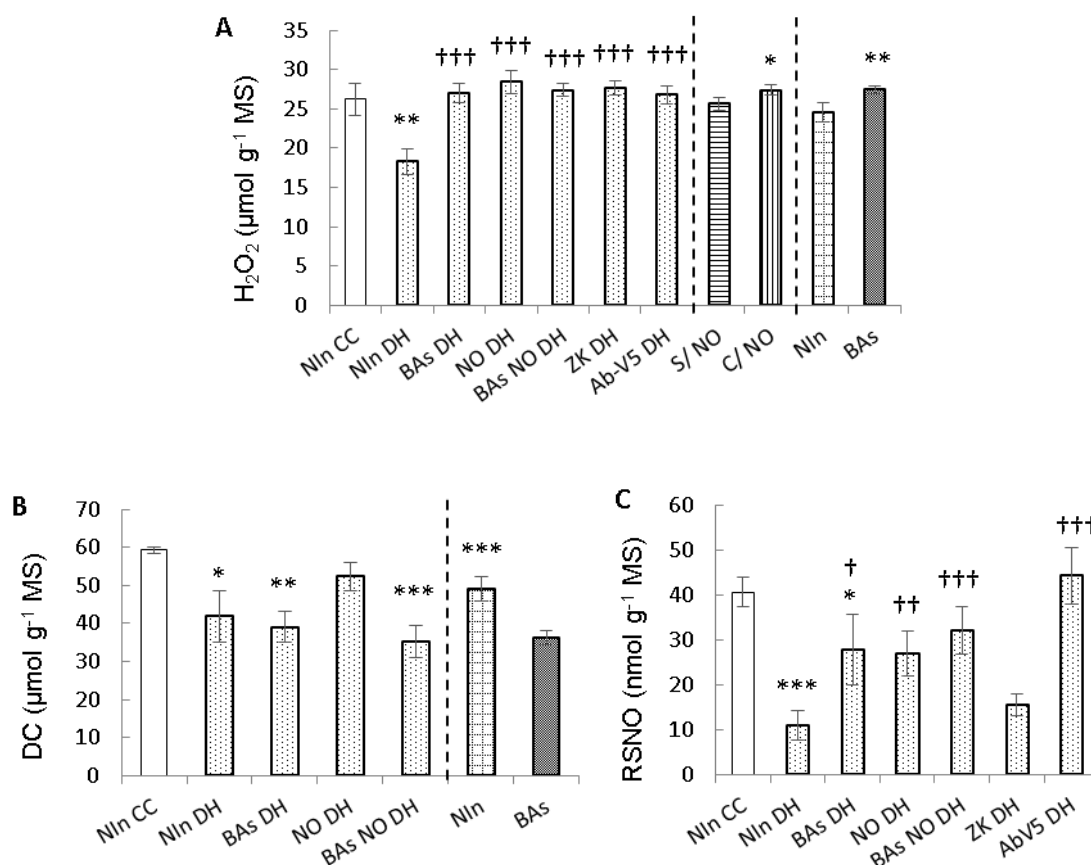 A
H₂O₂ (µmol g⁻¹ MS)
35
30
25
20
15
10
5
0
**
†††
†††
†††
†††
†††
*
**
NIn CC
NIn DH
BAs DH
NO DH
BAs NO DH
ZK DH
Ab-V5 DH
S/ NO
C/ NO
NIn
BAs
B
DC (µmol g⁻¹ MS)
70
60
50
40
30
20
10
0
*
**
***
***
NIn CC
NIn DH
BAs DH
NO DH
BAs NO DH
NIn
BAs
C
RSNO (nmol g⁻¹ MS)
60
50
40
30
20
10
0
***
†
*
††
†††
†††
NIn CC
NIn DH
BAs DH
NO DH
BAs NO DH
ZK DH
AbV5 DH